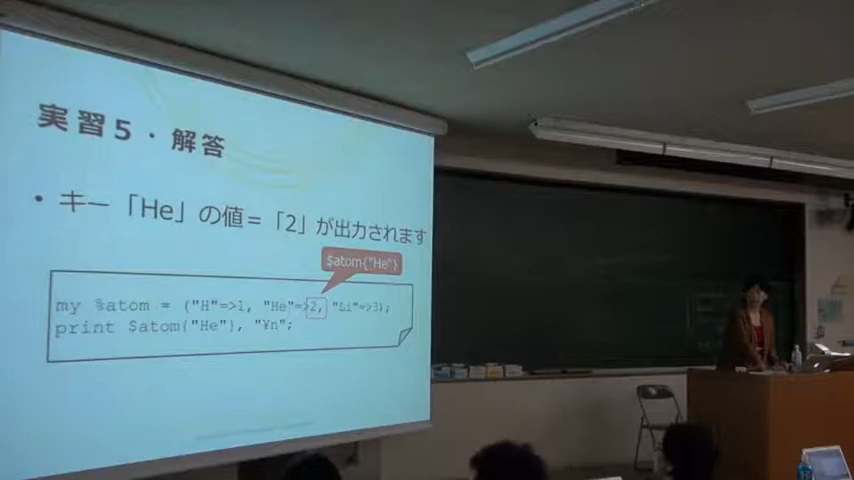 実習５・解答
• キー「He」の値＝「2」が出力されます
$atom{"He"}
my %atom = ("H"=>1, "He"=>2, "Li"=>3);
print $atom{"He"}, "¥n";